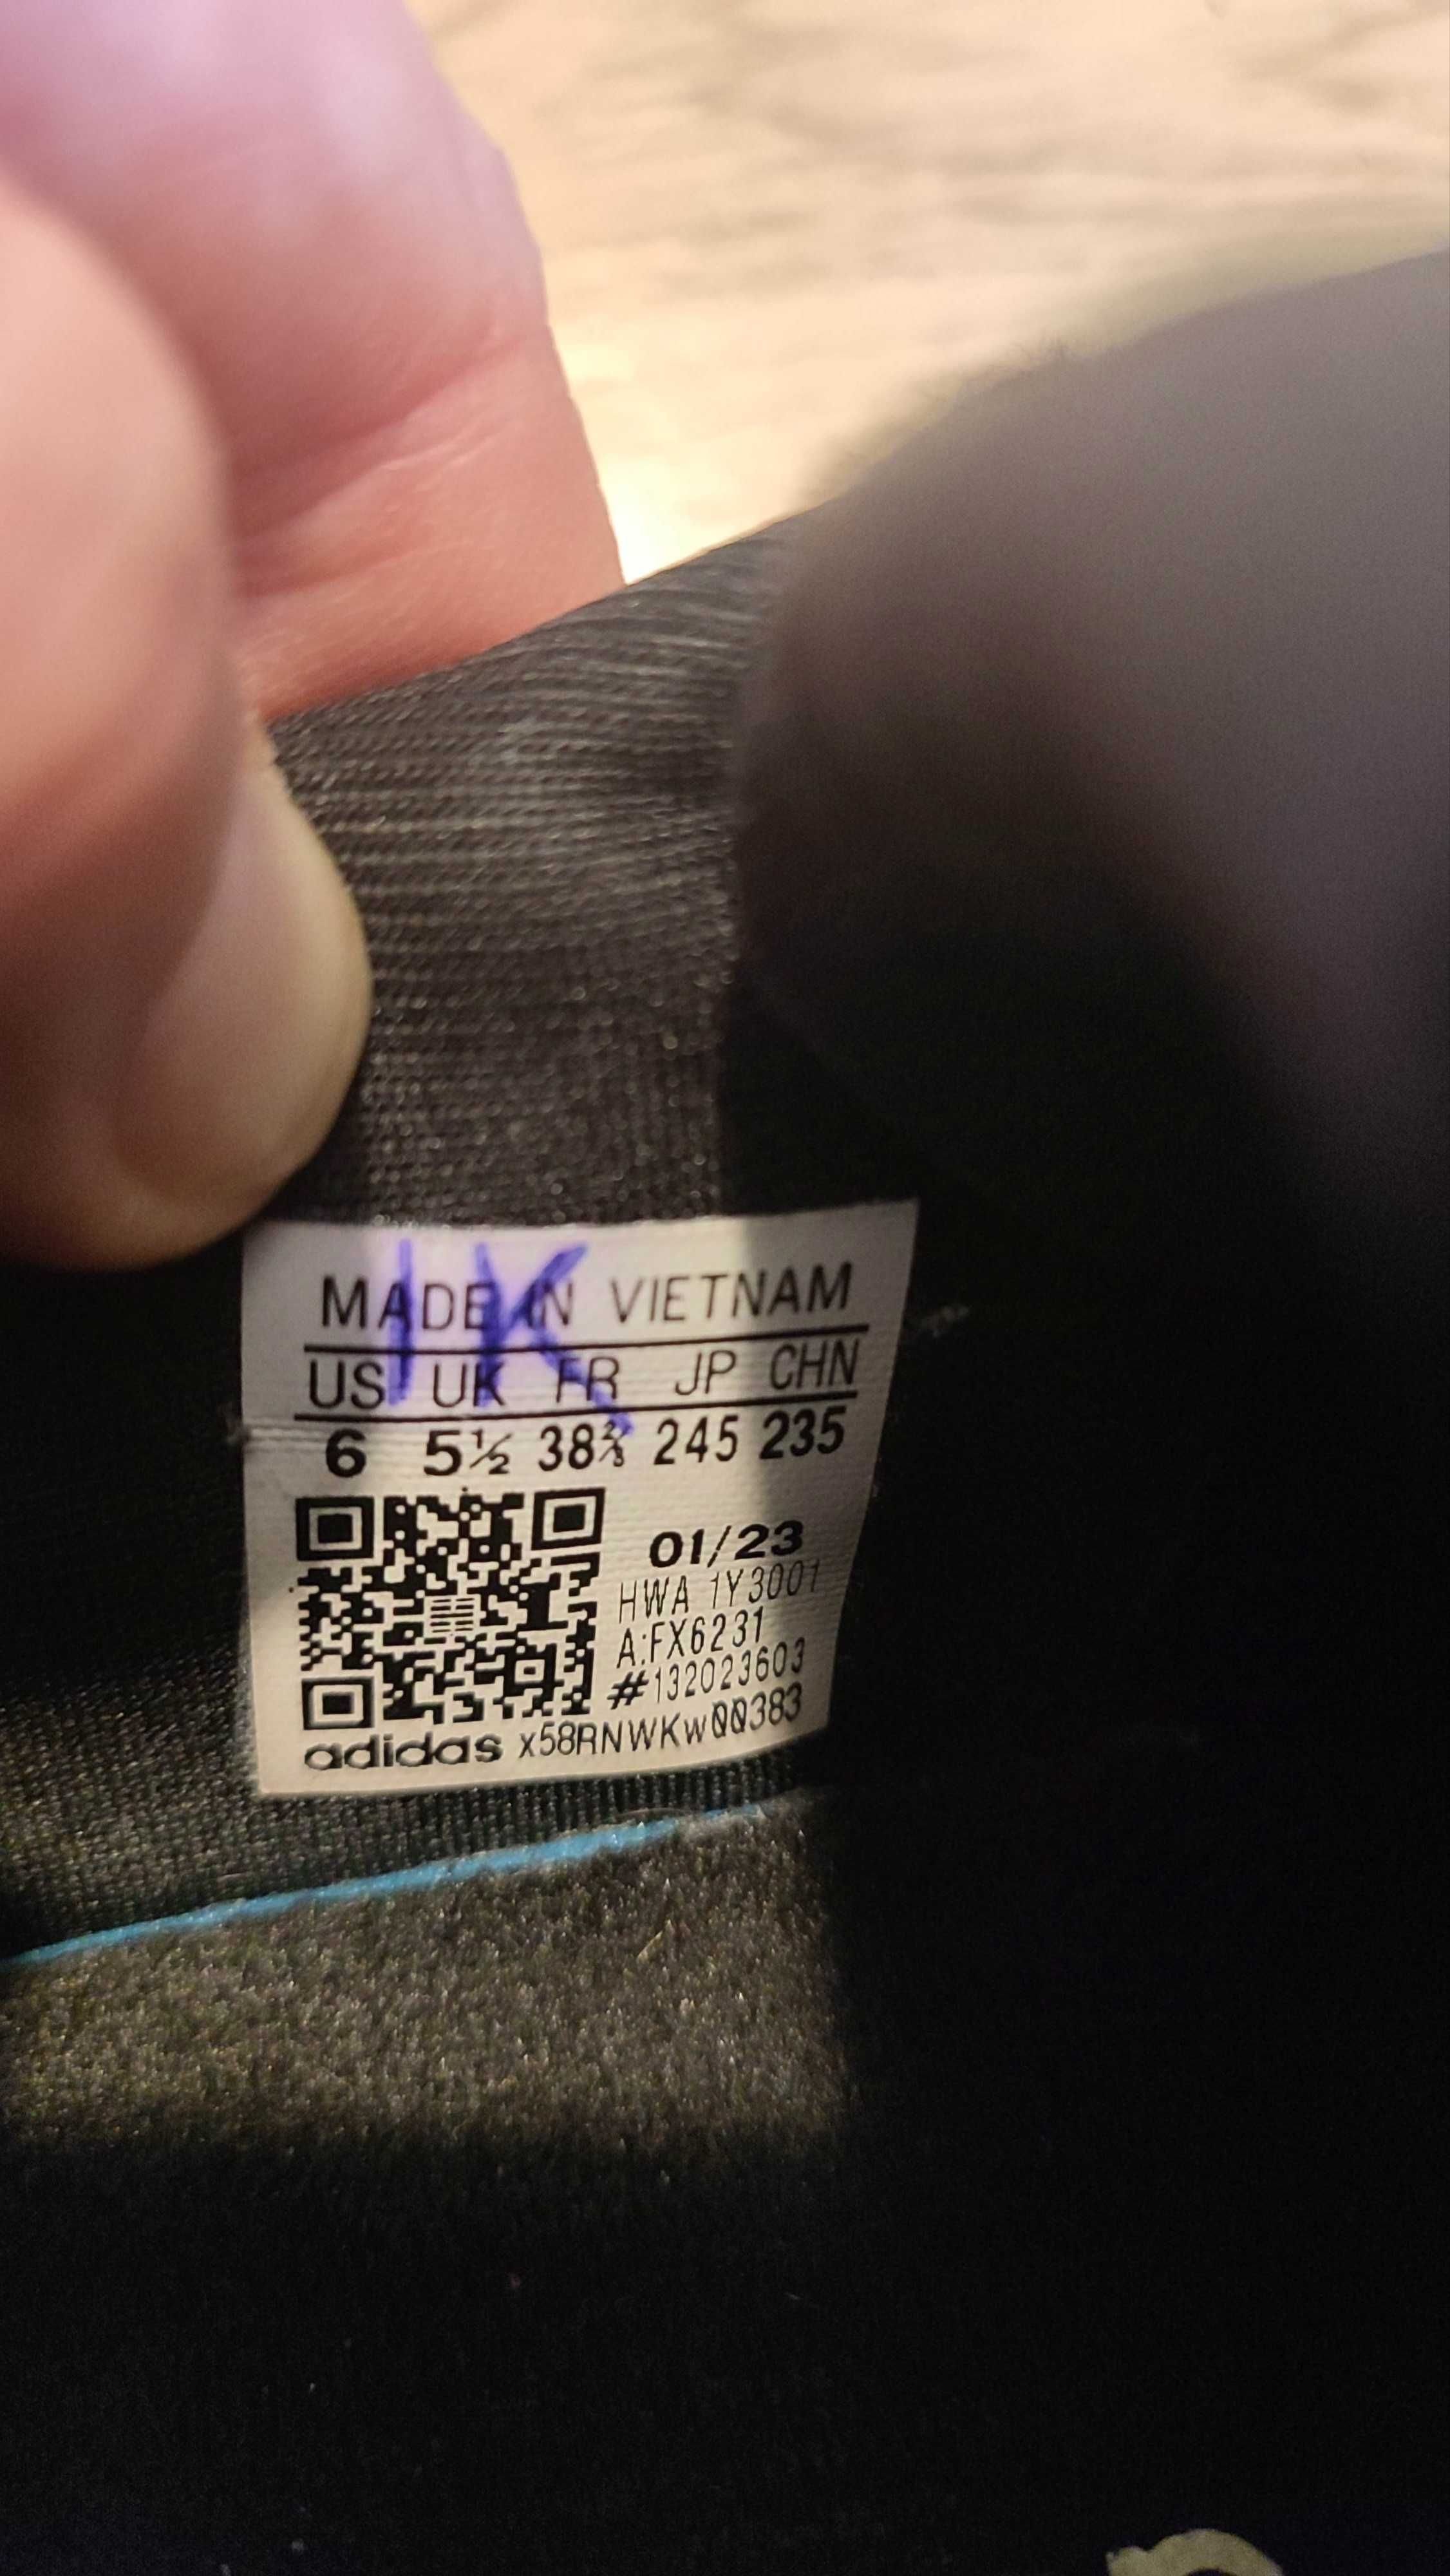 1K
MADE IN VIETNAM
US UK FR JP CHN
6 5½ 38⅔ 245 235
01/23
HWA 1Y3001
A:FX6231
#132023603
adidas x58RNWKw00383